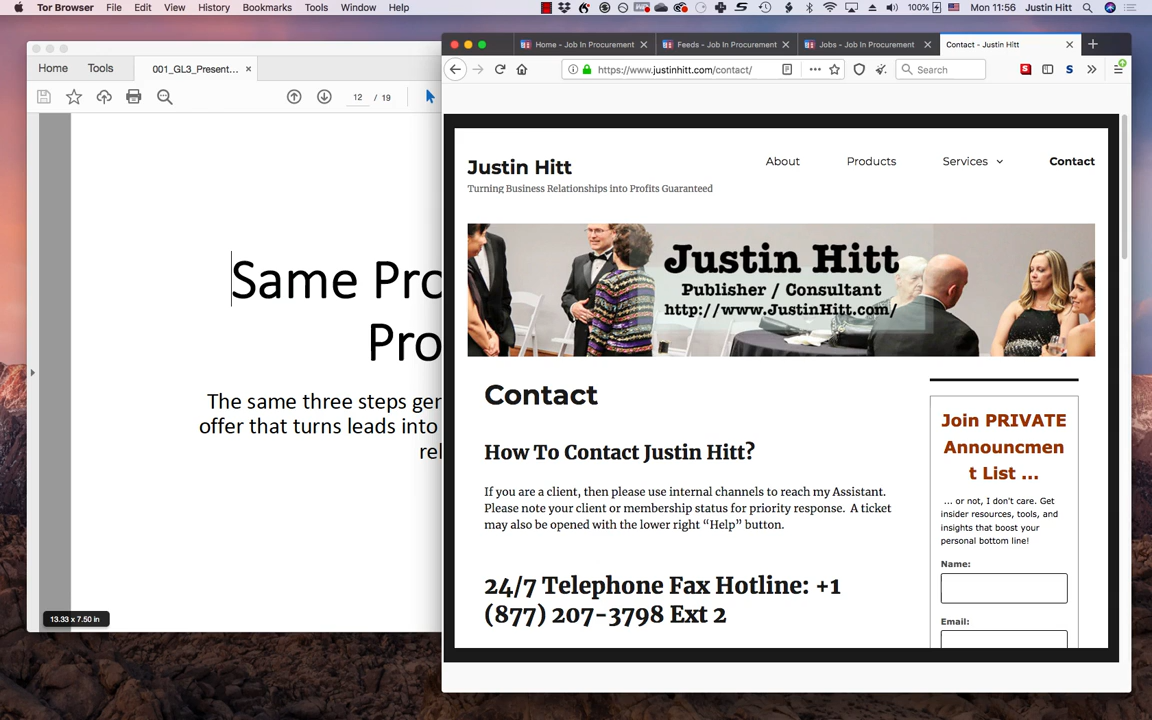 Tor Browser File Edit View History Bookmarks Tools Window Help
100% Mon 11:56 Justin Hitt
Home Tools 001_GL3_Present...
12 / 19
Same Pro
Pro
The same three steps ger
offer that turns leads into
rel
13.33 x 7.50 in
Home - Job In Procurement
Feeds - Job In Procurement
Jobs - Job In Procurement
Contact - Justin Hitt
https://www.justinhitt.com/contact/
Search
Justin Hitt
Turning Business Relationships into Profits Guaranteed
About Products Services Contact
Justin Hitt
Publisher / Consultant
http://www.JustinHitt.com/
Contact
How To Contact Justin Hitt?
If you are a client, then please use internal channels to reach my Assistant.
Please note your client or membership status for priority response. A ticket
may also be opened with the lower right “Help” button.
24/7 Telephone Fax Hotline: +1
(877) 207-3798 Ext 2
Join PRIVATE
Announcmen
t List ...
... or not, I don't care. Get
insider resources, tools, and
insights that boost your
personal bottom line!
Name:
Email: